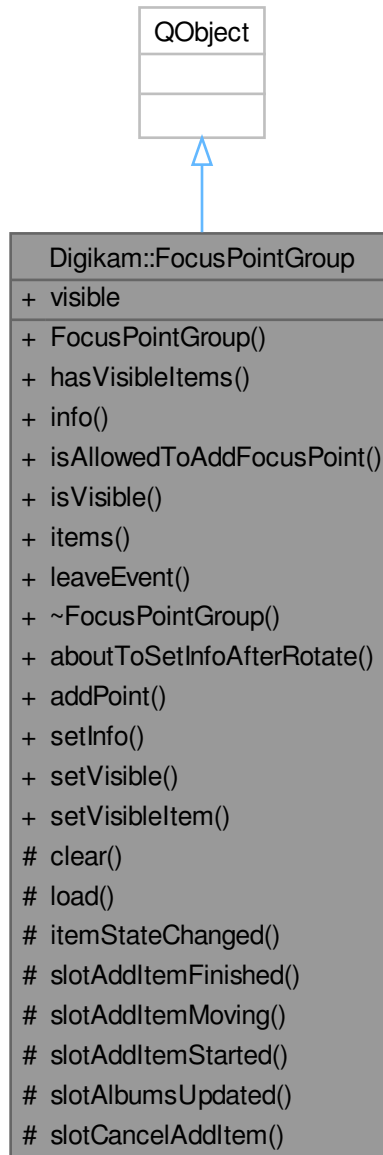 QObject
Digikam::FocusPointGroup
+ visible
+ FocusPointGroup()
+ hasVisibleItems()
+ info()
+ isAllowedToAddFocusPoint()
+ isVisible()
+ items()
+ leaveEvent()
+ ~FocusPointGroup()
+ aboutToSetInfoAfterRotate()
+ addPoint()
+ setInfo()
+ setVisible()
+ setVisibleItem()
# clear()
# load()
# itemStateChanged()
# slotAddItemFinished()
# slotAddItemMoving()
# slotAddItemStarted()
# slotAlbumsUpdated()
# slotCancelAddItem()